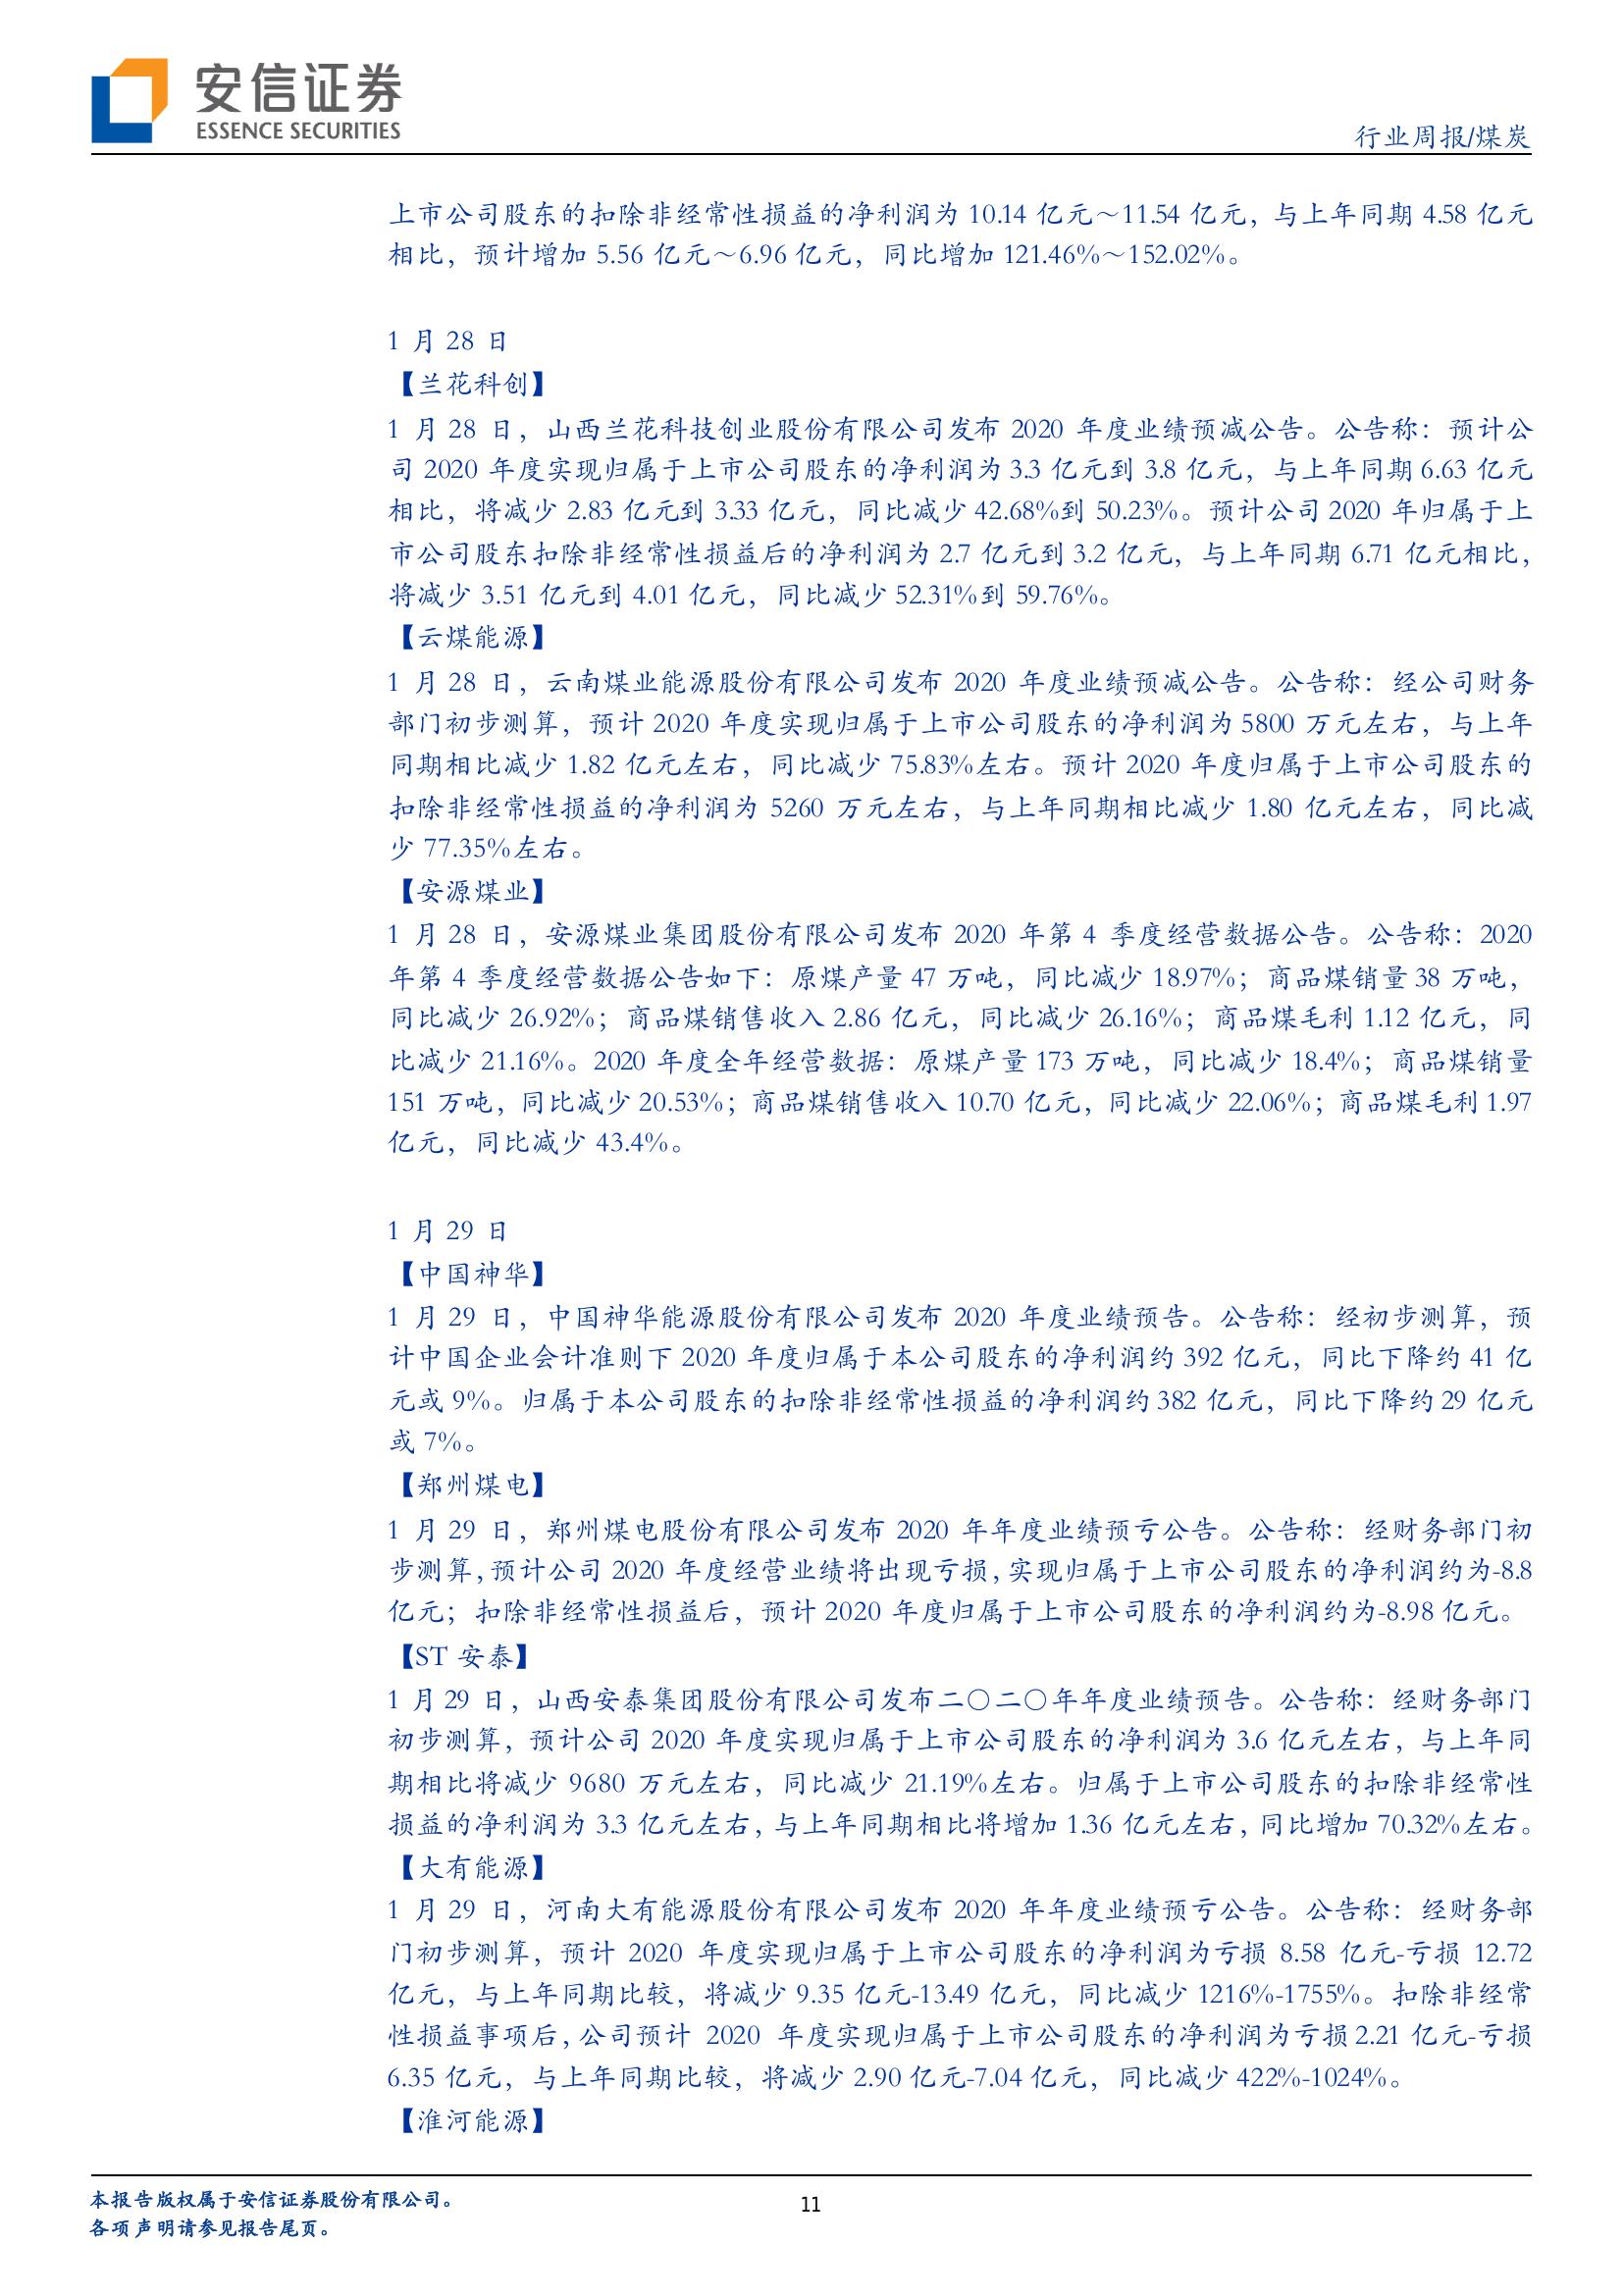 安信证券
ESSENCE SECURITIES
行业周报/煤炭
上市公司股东的扣除非经常性损益的净利润为 10.14 亿元～11.54 亿元，与上年同期 4.58 亿元
相比，预计增加 5.56 亿元～6.96 亿元，同比增加 121.46%～152.02%。
1 月 28 日
【兰花科创】
1 月 28 日，山西兰花科技创业股份有限公司发布 2020 年度业绩预减公告。公告称：预计公
司 2020 年度实现归属于上市公司股东的净利润为 3.3 亿元到 3.8 亿元，与上年同期 6.63 亿元
相比，将减少 2.83 亿元到 3.33 亿元，同比减少 42.68%到 50.23%。预计公司 2020 年归属于上
市公司股东扣除非经常性损益后的净利润为 2.7 亿元到 3.2 亿元，与上年同期 6.71 亿元相比，
将减少 3.51 亿元到 4.01 亿元，同比减少 52.31%到 59.76%。
【云煤能源】
1 月 28 日，云南煤业能源股份有限公司发布 2020 年度业绩预减公告。公告称：经公司财务
部门初步测算，预计 2020 年度实现归属于上市公司股东的净利润为 5800 万元左右，与上年
同期相比减少 1.82 亿元左右，同比减少 75.83%左右。预计 2020 年度归属于上市公司股东的
扣除非经常性损益的净利润为 5260 万元左右，与上年同期相比减少 1.80 亿元左右，同比减
少 77.35%左右。
【安源煤业】
1 月 28 日，安源煤业集团股份有限公司发布 2020 年第 4 季度经营数据公告。公告称：2020
年第 4 季度经营数据公告如下：原煤产量 47 万吨，同比减少 18.97%；商品煤销量 38 万吨，
同比减少 26.92%；商品煤销售收入 2.86 亿元，同比减少 26.16%；商品煤毛利 1.12 亿元，同
比减少 21.16%。2020 年度全年经营数据：原煤产量 173 万吨，同比减少 18.4%；商品煤销量
151 万吨，同比减少 20.53%；商品煤销售收入 10.70 亿元，同比减少 22.06%；商品煤毛利 1.97
亿元，同比减少 43.4%。
1 月 29 日
【中国神华】
1 月 29 日，中国神华能源股份有限公司发布 2020 年度业绩预告。公告称：经初步测算，预
计中国企业会计准则下 2020 年度归属于本公司股东的净利润约 392 亿元，同比下降约 41 亿
元或 9%。归属于本公司股东的扣除非经常性损益的净利润约 382 亿元，同比下降约 29 亿元
或 7%。
【郑州煤电】
1 月 29 日，郑州煤电股份有限公司发布 2020 年年度业绩预亏公告。公告称：经财务部门初
步测算，预计公司 2020 年度经营业绩将出现亏损，实现归属于上市公司股东的净利润约为-8.8
亿元；扣除非经常性损益后，预计 2020 年度归属于上市公司股东的净利润约为-8.98 亿元。
【ST 安泰】
1 月 29 日，山西安泰集团股份有限公司发布二〇二〇年年度业绩预告。公告称：经财务部门
初步测算，预计公司 2020 年度实现归属于上市公司股东的净利润为 3.6 亿元左右，与上年同
期相比将减少 9680 万元左右，同比减少 21.19%左右。归属于上市公司股东的扣除非经常性
损益的净利润为 3.3 亿元左右，与上年同期相比将增加 1.36 亿元左右，同比增加 70.32%左右。
【大有能源】
1 月 29 日，河南大有能源股份有限公司发布 2020 年年度业绩预亏公告。公告称：经财务部
门初步测算，预计 2020 年度实现归属于上市公司股东的净利润为亏损 8.58 亿元-亏损 12.72
亿元，与上年同期比较，将减少 9.35 亿元-13.49 亿元，同比减少 1216%-1755%。扣除非经常
性损益事项后，公司预计 2020 年度实现归属于上市公司股东的净利润为亏损 2.21 亿元-亏损
6.35 亿元，与上年同期比较，将减少 2.90 亿元-7.04 亿元，同比减少 422%-1024%。
【淮河能源】
本报告版权属于安信证券股份有限公司。
各项声明请参见报告尾页。
11